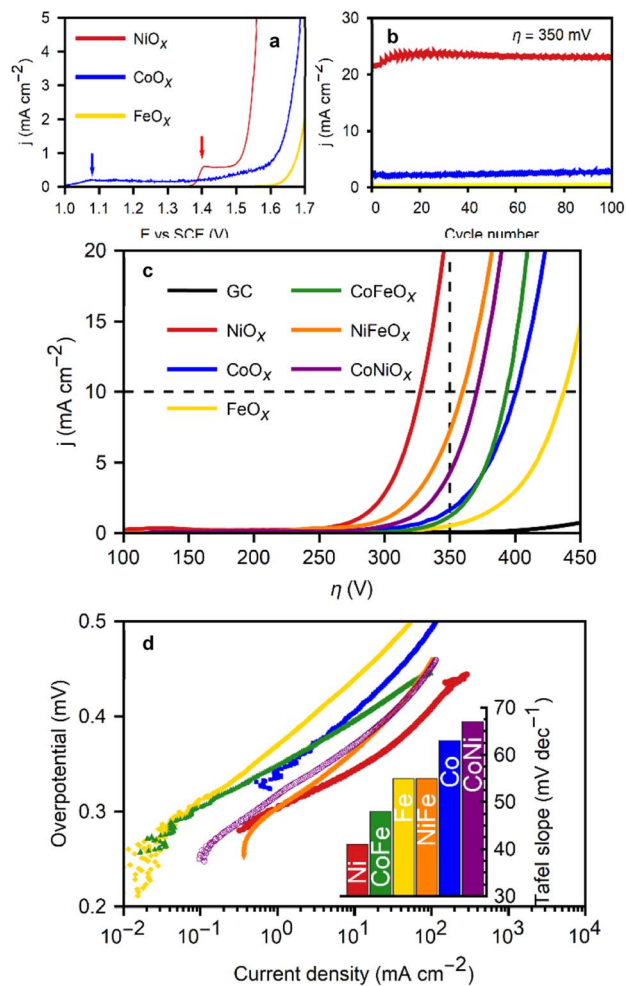 5
4
3
2
1
0
j (mA cm⁻²)
NiOₓ
CoOₓ
FeOₓ
a
1.0 1.1 1.2 1.3 1.4 1.5 1.6 1.7
E vs SCE (V)
30
20
10
0
j (mA cm⁻²)
b
η = 350 mV
0 20 40 60 80 100
Cycle number
20
15
10
5
0
j (mA cm⁻²)
c
GC CoFeOₓ
NiOₓ NiFeOₓ
CoOₓ CoNiOₓ
FeOₓ
100 150 200 250 300 350 400 450
η (V)
0.5
0.4
0.3
0.2
Overpotential (mV)
d
Ni
CoFe
Fe
NiFe
Co
CoNi
70
60
50
40
30
Tafel slope (mV dec⁻¹)
10⁻² 10⁻¹ 10⁰ 10¹ 10² 10³ 10⁴
Current density (mA cm⁻²)